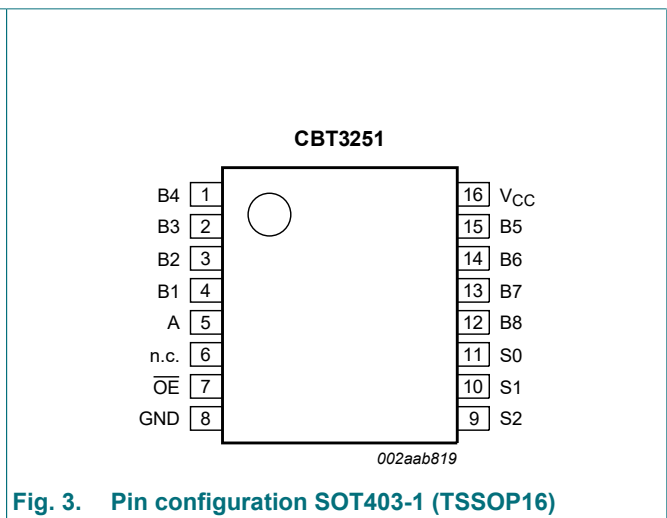 CBT3251
B4 1 16 VCC
B3 2 15 B5
B2 3 14 B6
B1 4 13 B7
A 5 12 B8
n.c. 6 11 S0
OE 7 10 S1
GND 8 9 S2
002aab819
Fig. 3. Pin configuration SOT403-1 (TSSOP16)